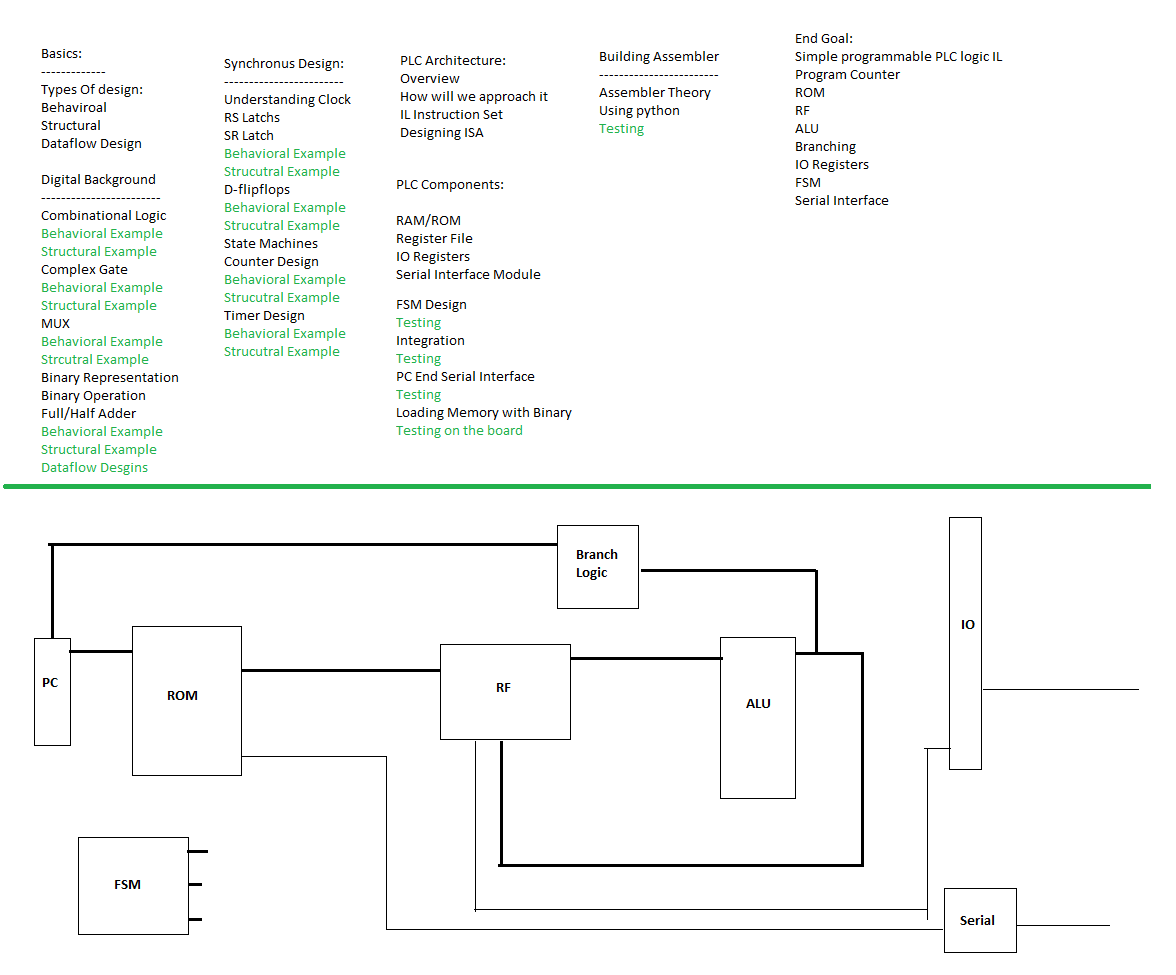 Basics:
-------------
Types Of design:
Behaviroal
Structural
Dataflow Design
Digital Background
------------------------
Combinational Logic
Behavioral Example
Structural Example
Complex Gate
Behavioral Example
Structural Example
MUX
Behavioral Example
Strcutral Example
Binary Representation
Binary Operation
Full/Half Adder
Behavioral Example
Structural Example
Dataflow Desgins
Synchronus Design:
------------------------
Understanding Clock
RS Latchs
SR Latch
Behavioral Example
Strucutral Example
D-flipflops
Behavioral Example
Strucutral Example
State Machines
Counter Design
Behavioral Example
Strucutral Example
Timer Design
Behavioral Example
Strucutral Example
PLC Architecture:
Overview
How will we approach it
IL Instruction Set
Designing ISA
PLC Components:
RAM/ROM
Register File
IO Registers
Serial Interface Module
FSM Design
Testing
Integration
Testing
PC End Serial Interface
Testing
Loading Memory with Binary
Testing on the board
Building Assembler
------------------------
Assembler Theory
Using python
Testing
End Goal:
Simple programmable PLC logic IL
Program Counter
ROM
RF
ALU
Branching
IO Registers
FSM
Serial Interface
Branch
Logic
IO
PC
ROM
RF
ALU
FSM
Serial